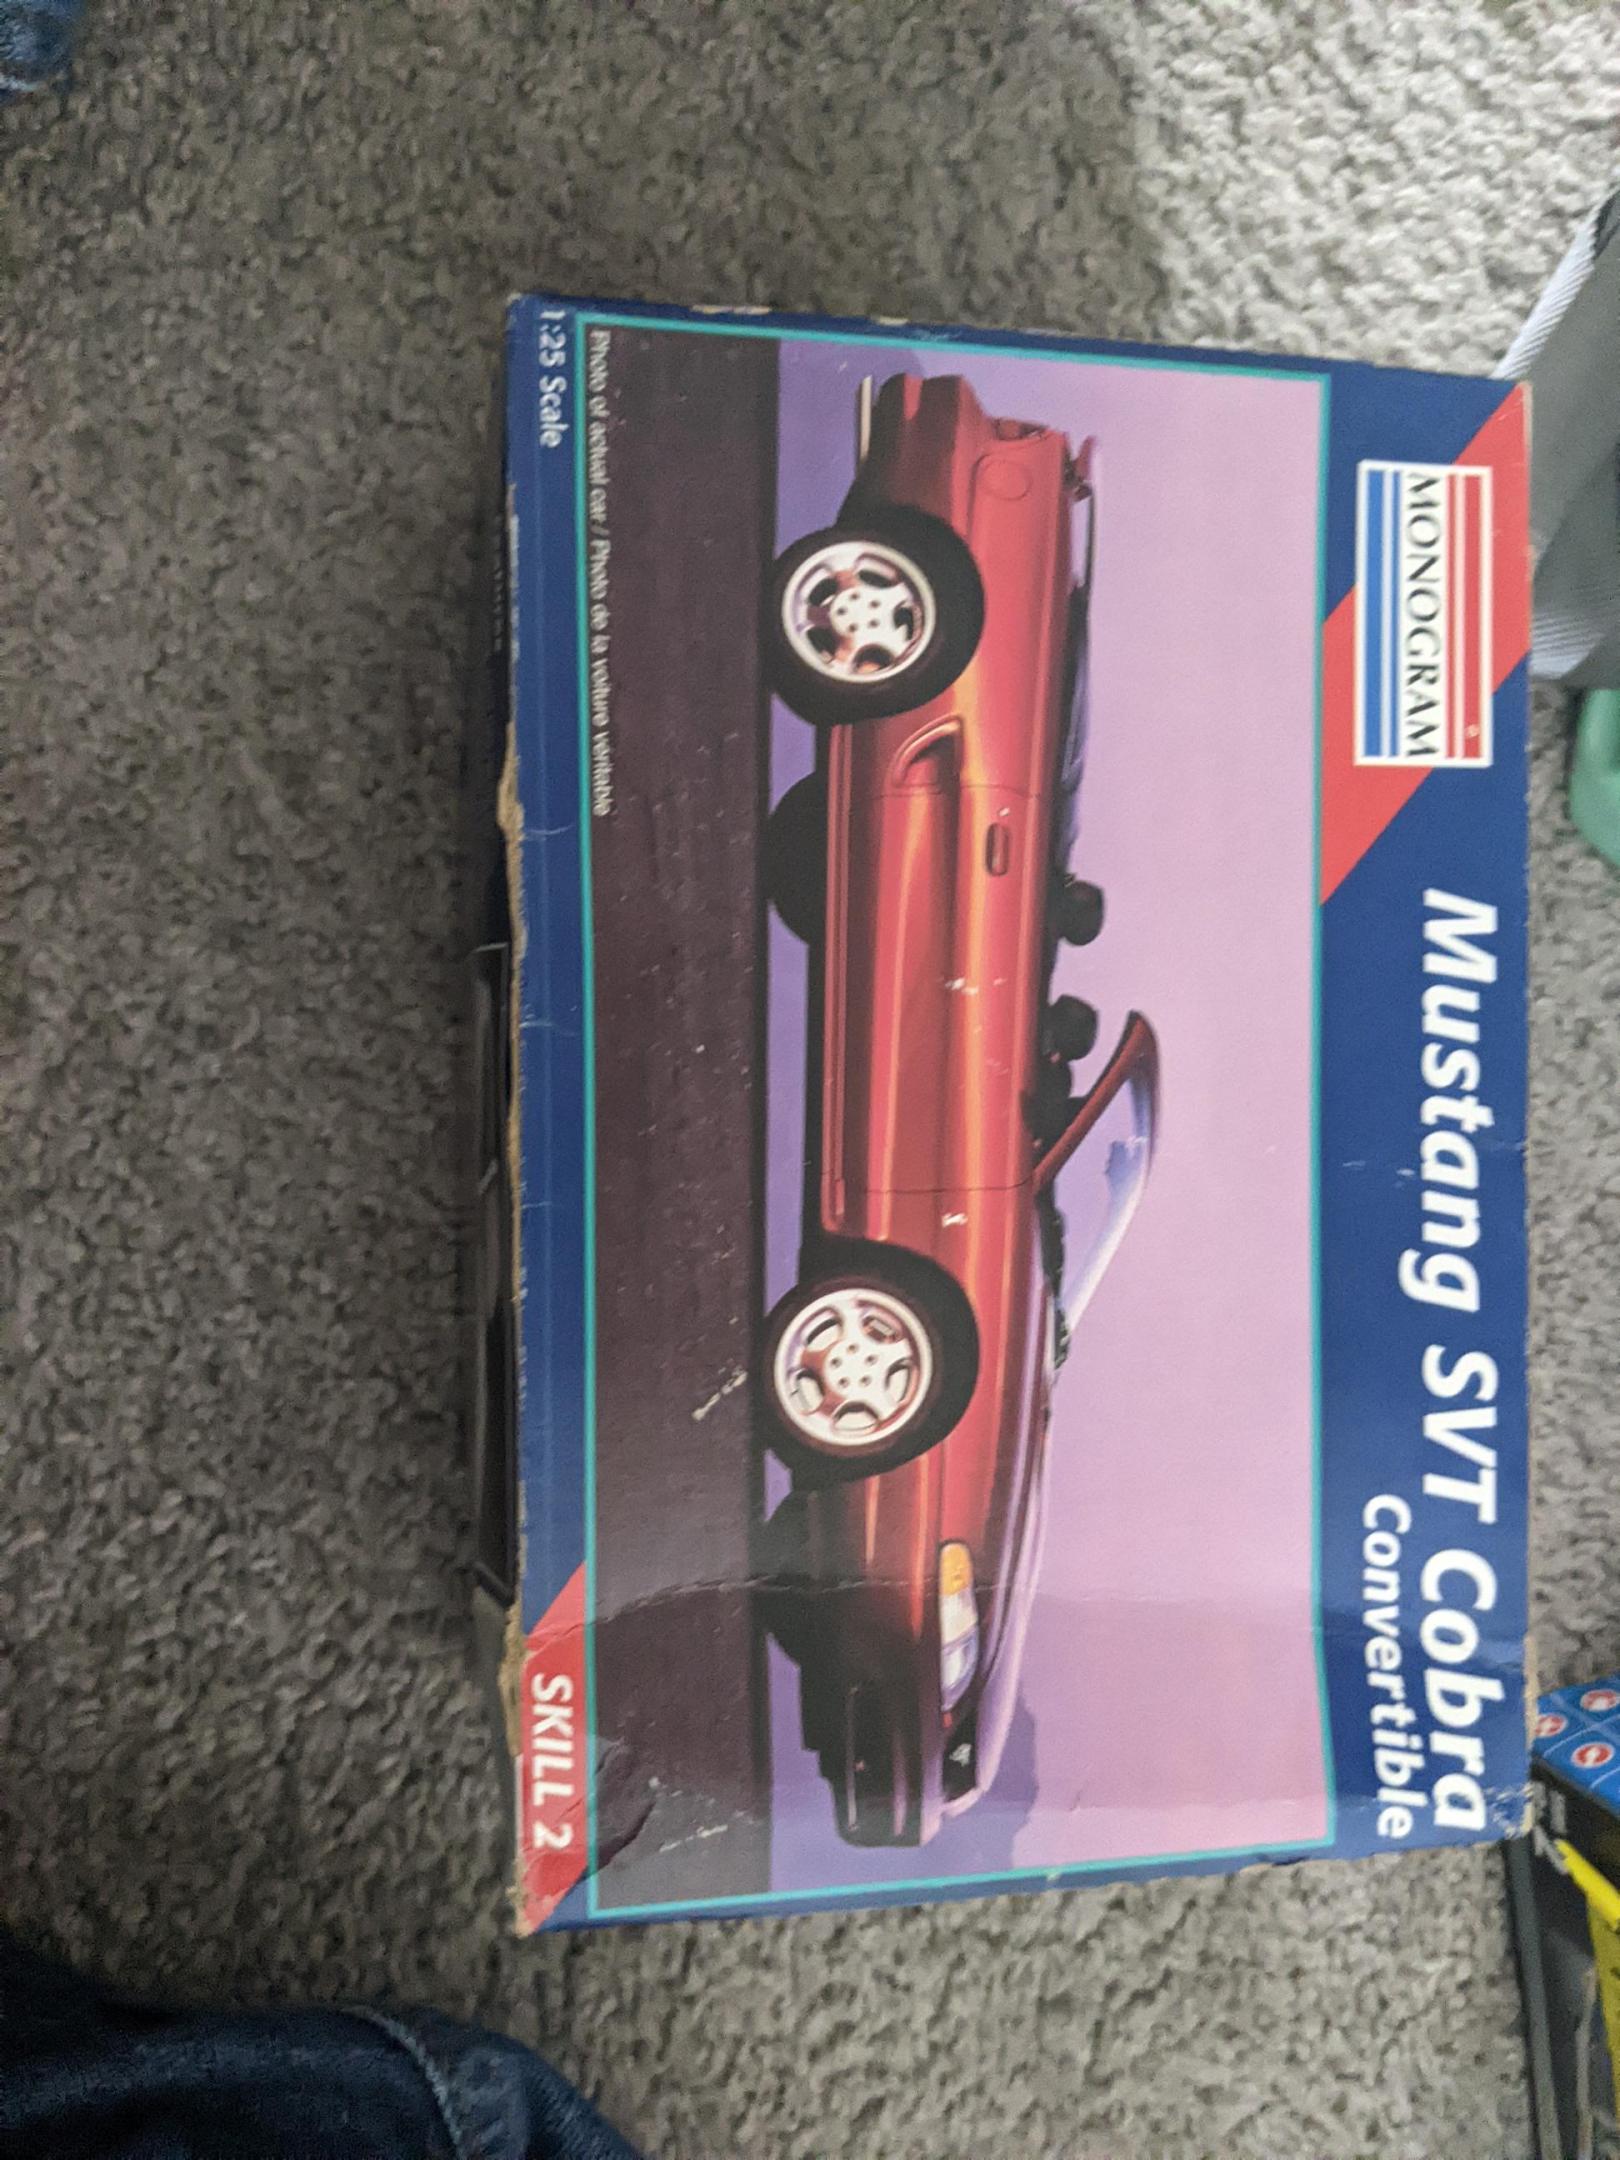 MONOGRAM
Mustang SVT Cobra
Convertible
Photo of actual car / Photo de la voiture véritable
1:25 Scale
SKILL 2